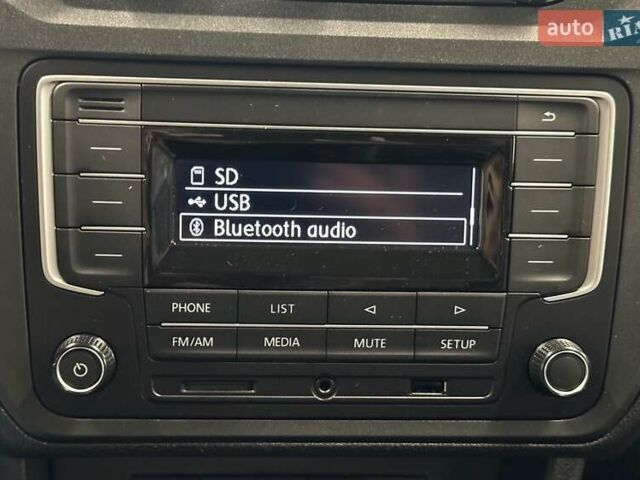 auto RIA
SD
USB
Bluetooth audio
PHONE LIST
FM/AM MEDIA MUTE SETUP